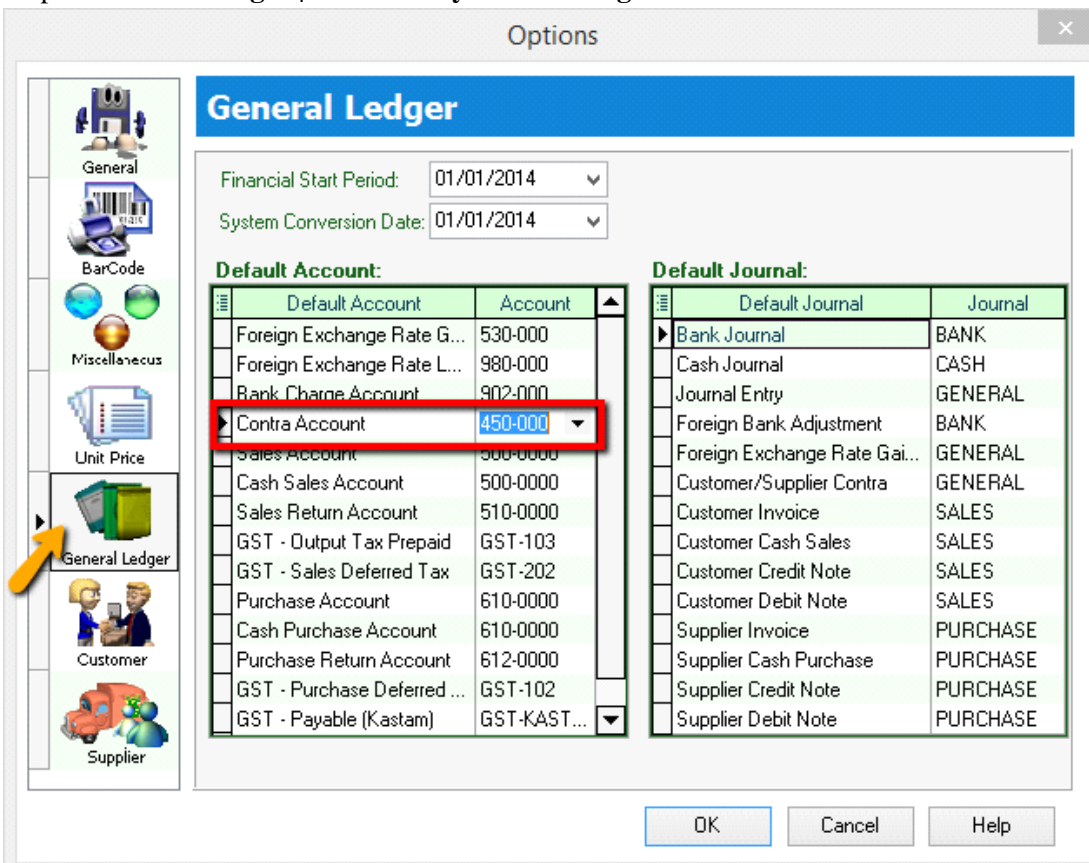 Options
General Ledger
General
BarCode
Miscellanecus
Unit Price
General Ledger
Customer
Supplier
Financial Start Period: 01/01/2014
System Conversion Date: 01/01/2014
Default Account:
Default Account Account
Foreign Exchange Rate G... 530-000
Foreign Exchange Rate L... 980-000
Bank Charge Account 902-000
Contra Account 450-000
Sales Account 500-0000
Cash Sales Account 500-0000
Sales Return Account 510-0000
GST - Output Tax Prepaid GST-103
GST - Sales Deferred Tax GST-202
Purchase Account 610-0000
Cash Purchase Account 610-0000
Purchase Return Account 612-0000
GST - Purchase Deferred ... GST-102
GST - Payable (Kastam) GST-KAST...
Default Journal:
Default Journal Journal
Bank Journal BANK
Cash Journal CASH
Journal Entry GENERAL
Foreign Bank Adjustment BANK
Foreign Exchange Rate Gai... GENERAL
Customer/Supplier Contra GENERAL
Customer Invoice SALES
Customer Cash Sales SALES
Customer Credit Note SALES
Customer Debit Note SALES
Supplier Invoice PURCHASE
Supplier Cash Purchase PURCHASE
Supplier Credit Note PURCHASE
Supplier Debit Note PURCHASE
OK Cancel Help